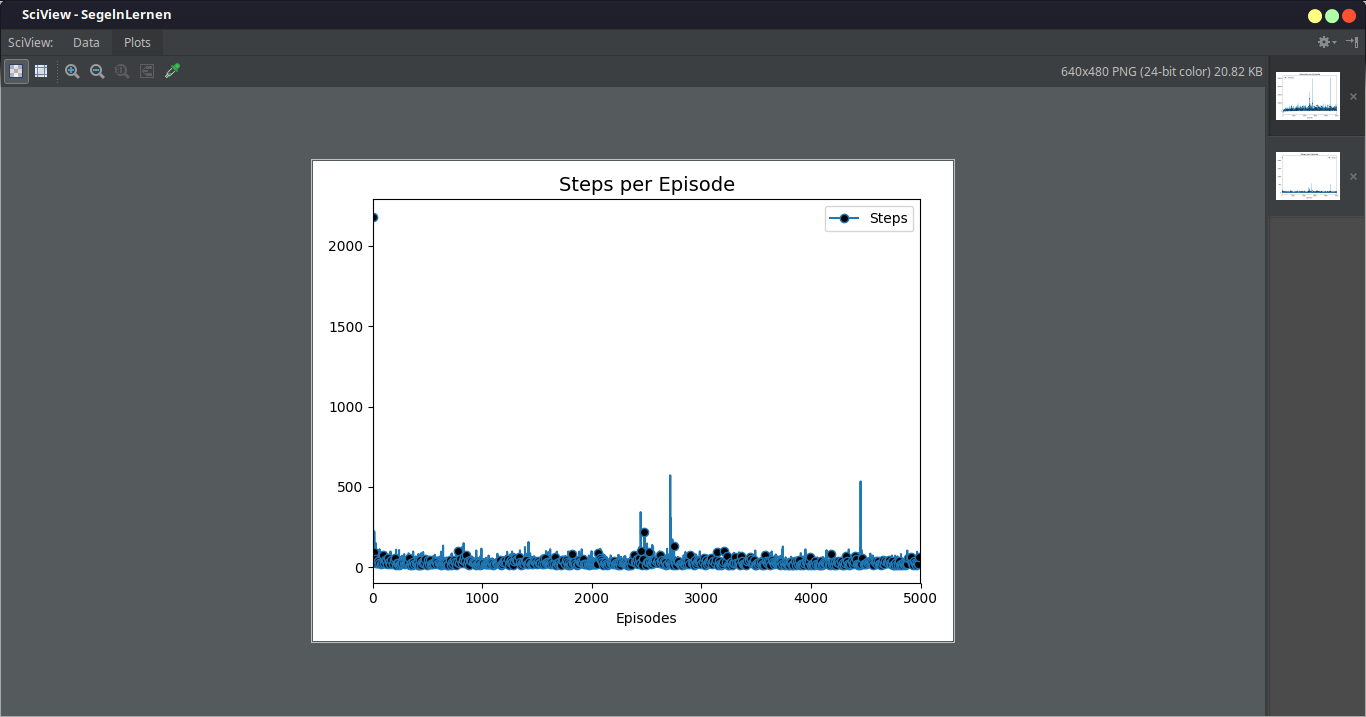 SciView - SegelnLernen
SciView: Data Plots
640x480 PNG (24-bit color) 20.82 KB
Steps per Episode
Steps
2000
1500
1000
500
0
0 1000 2000 3000 4000 5000
Episodes